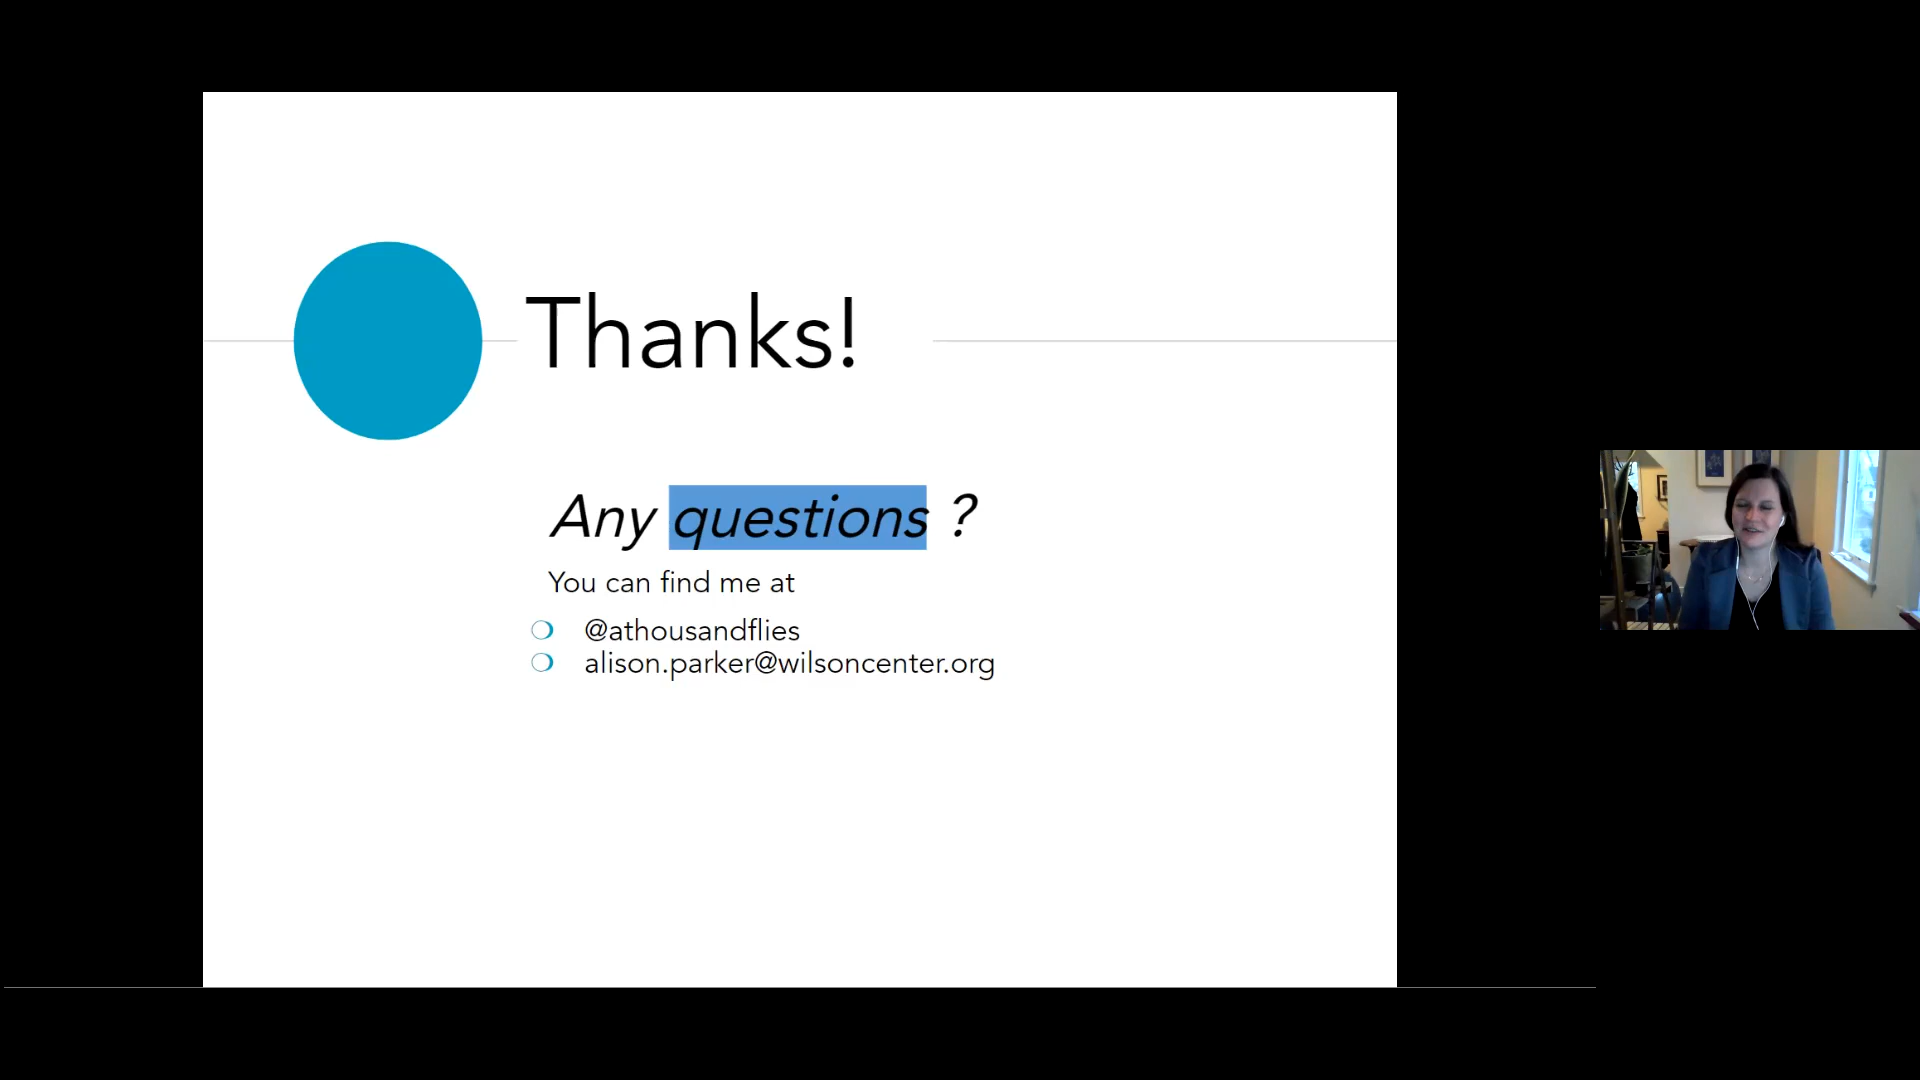 Thanks!
Any questions ?
You can find me at
@athousandflies
alison.parker@wilsoncenter.org